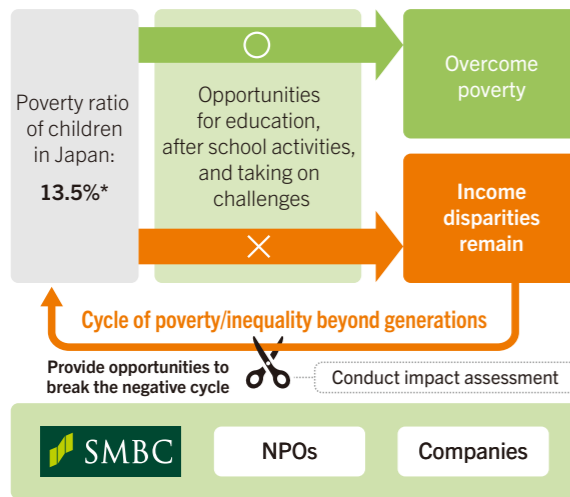 Poverty ratio
of children
in Japan:
13.5%*
Opportunities
for education,
after school activities,
and taking on
challenges
Overcome
poverty
Income
disparities
remain
Cycle of poverty/inequality beyond generations
Provide opportunities to
break the negative cycle
Conduct impact assessment
SMBC
NPOs
Companies